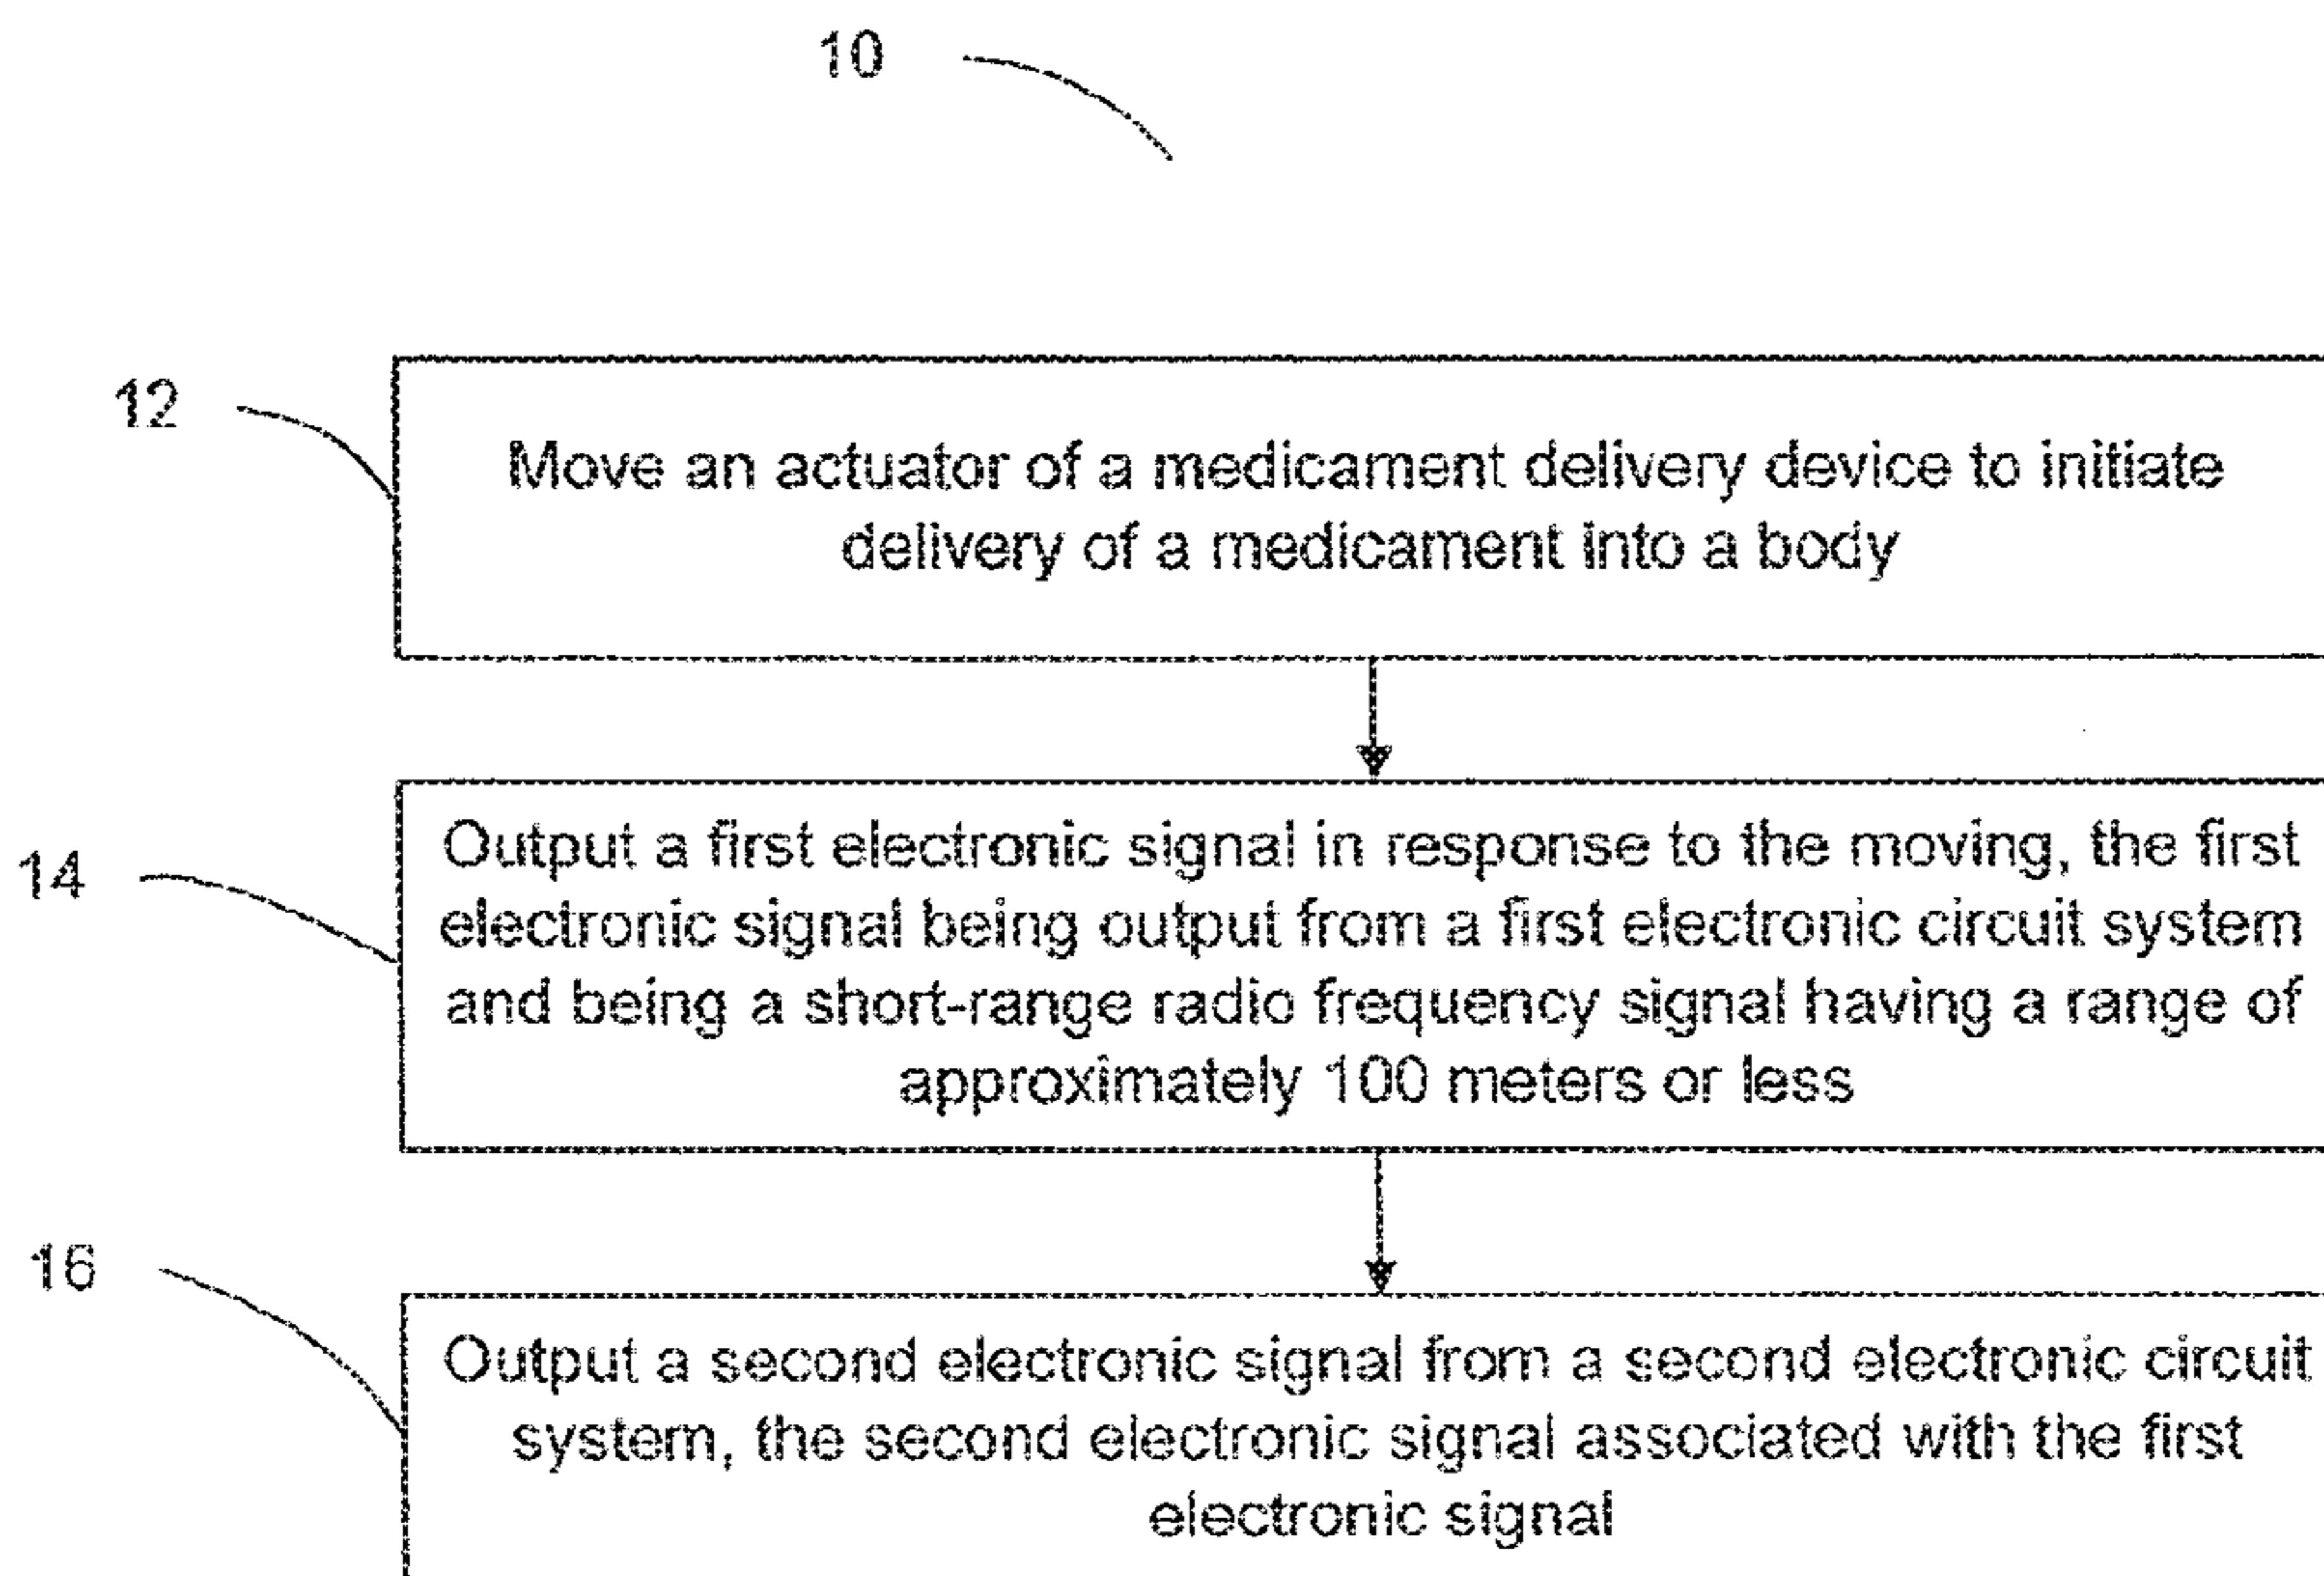 10
12
Move an actuator of a medicament delivery device to initiate
delivery of a medicament into a body
14
Output a first electronic signal in response to the moving, the first
electronic signal being output from a first electronic circuit system
and being a short-range radio frequency signal having a range of
approximately 100 meters or less
16
Output a second electronic signal from a second electronic circuit
system, the second electronic signal associated with the first
electronic signal